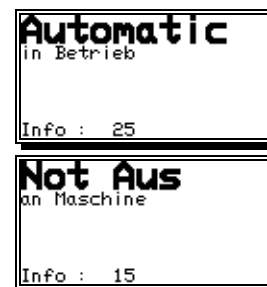 Automatic
in Betrieb
Info : 25
Not Aus
an Maschine
Info : 15